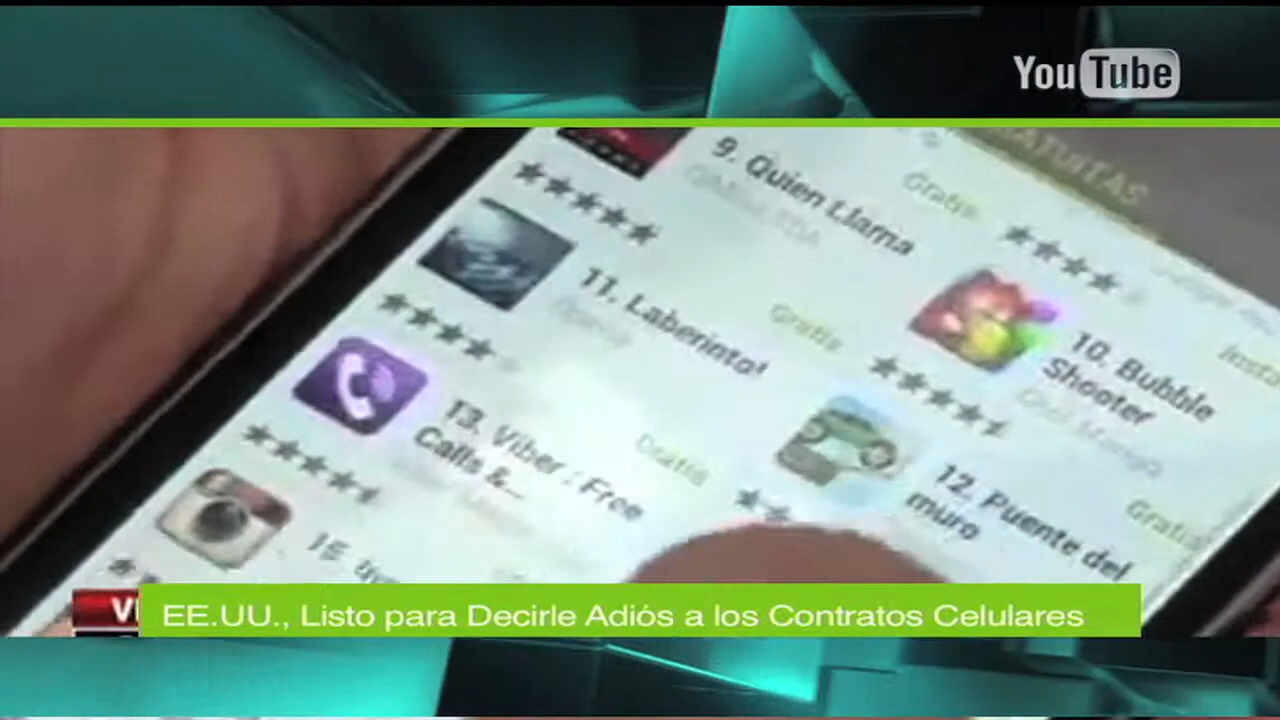 YouTube
9. Quien Llama
Gratis
11. Laberinto!
Gratis
10. Bubble
Shooter
13. Viber : Free
Calls &...
Gratis
12. Puente del
muro
Gratis
15.
EE.UU., Listo para Decirle Adiós a los Contratos Celulares